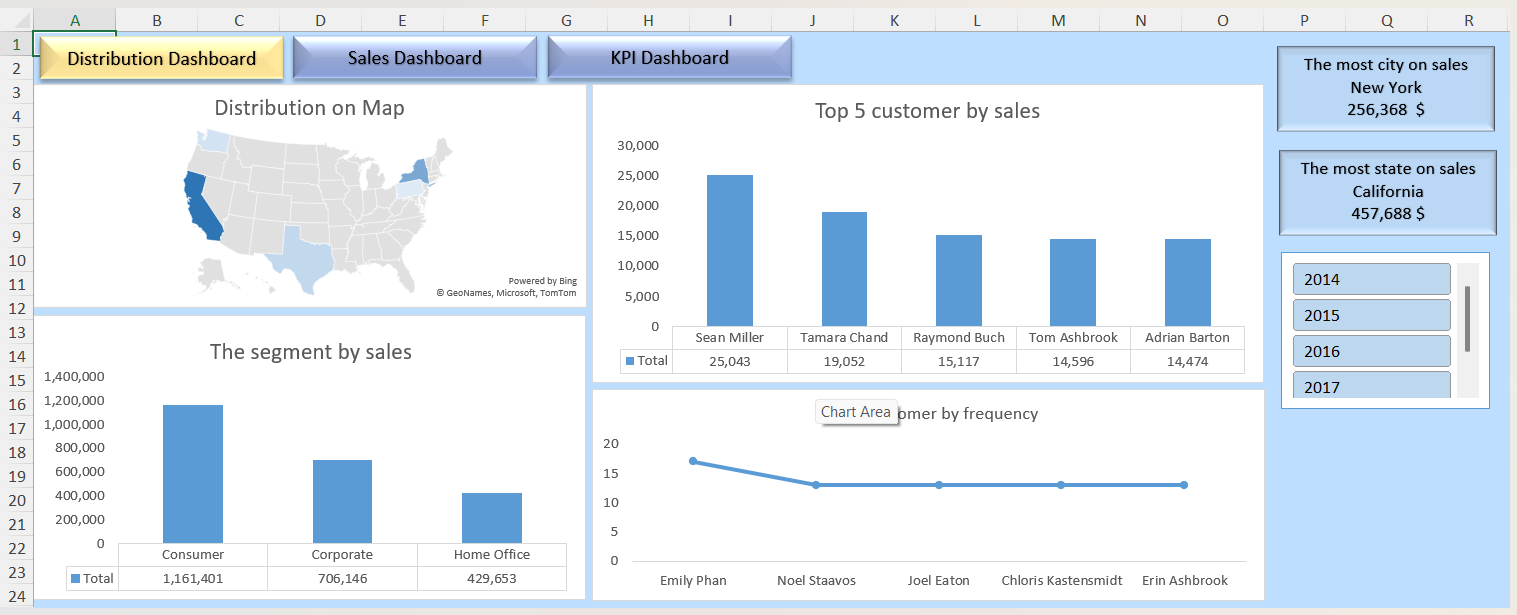 A B C D E F G H I J K L M N O P Q R
1
2
3
4
5
6
7
8
9
10
11
12
13
14
15
16
17
18
19
20
21
22
23
24
Distribution Dashboard
Sales Dashboard
KPI Dashboard
Distribution on Map
Powered by Bing
© GeoNames, Microsoft, TomTom
Top 5 customer by sales
30,000
25,000
20,000
15,000
10,000
5,000
0
Sean Miller Tamara Chand Raymond Buch Tom Ashbrook Adrian Barton
Total 25,043 19,052 15,117 14,596 14,474
The most city on sales
New York
256,368 $
The most state on sales
California
457,688 $
2014
2015
2016
2017
The segment by sales
1,400,000
1,200,000
1,000,000
800,000
600,000
400,000
200,000
0
Consumer Corporate Home Office
Total 1,161,401 706,146 429,653
Chart Area
omer by frequency
20
15
10
5
0
Emily Phan Noel Staavos Joel Eaton Chloris Kastensmidt Erin Ashbrook